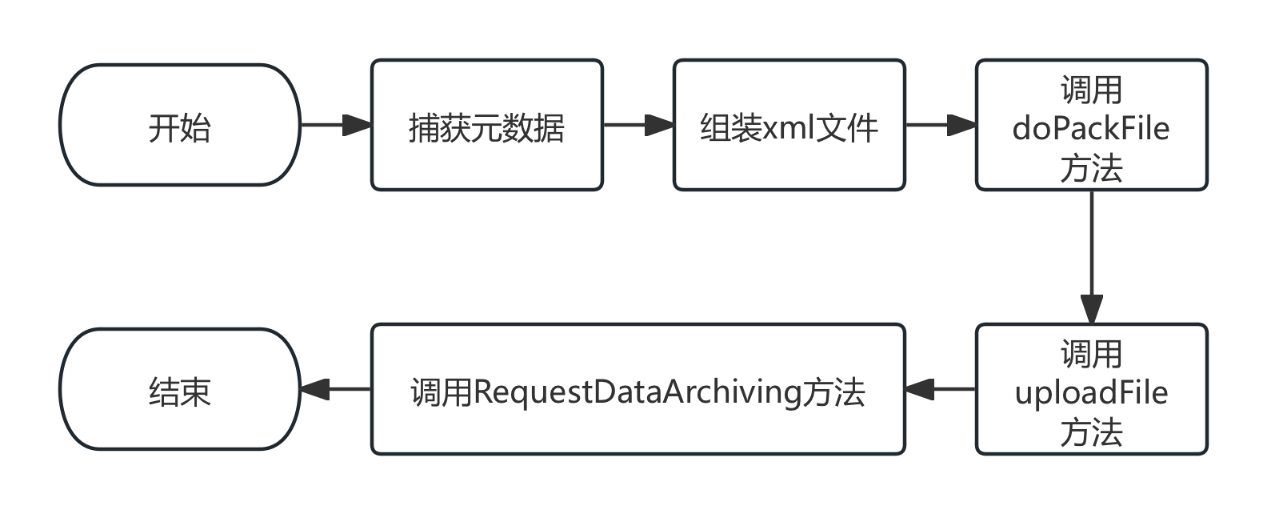 开始
捕获元数据
组装xml文件
调用
doPackFile
方法
调用
uploadFile
方法
调用RequestDataArchiving方法
结束